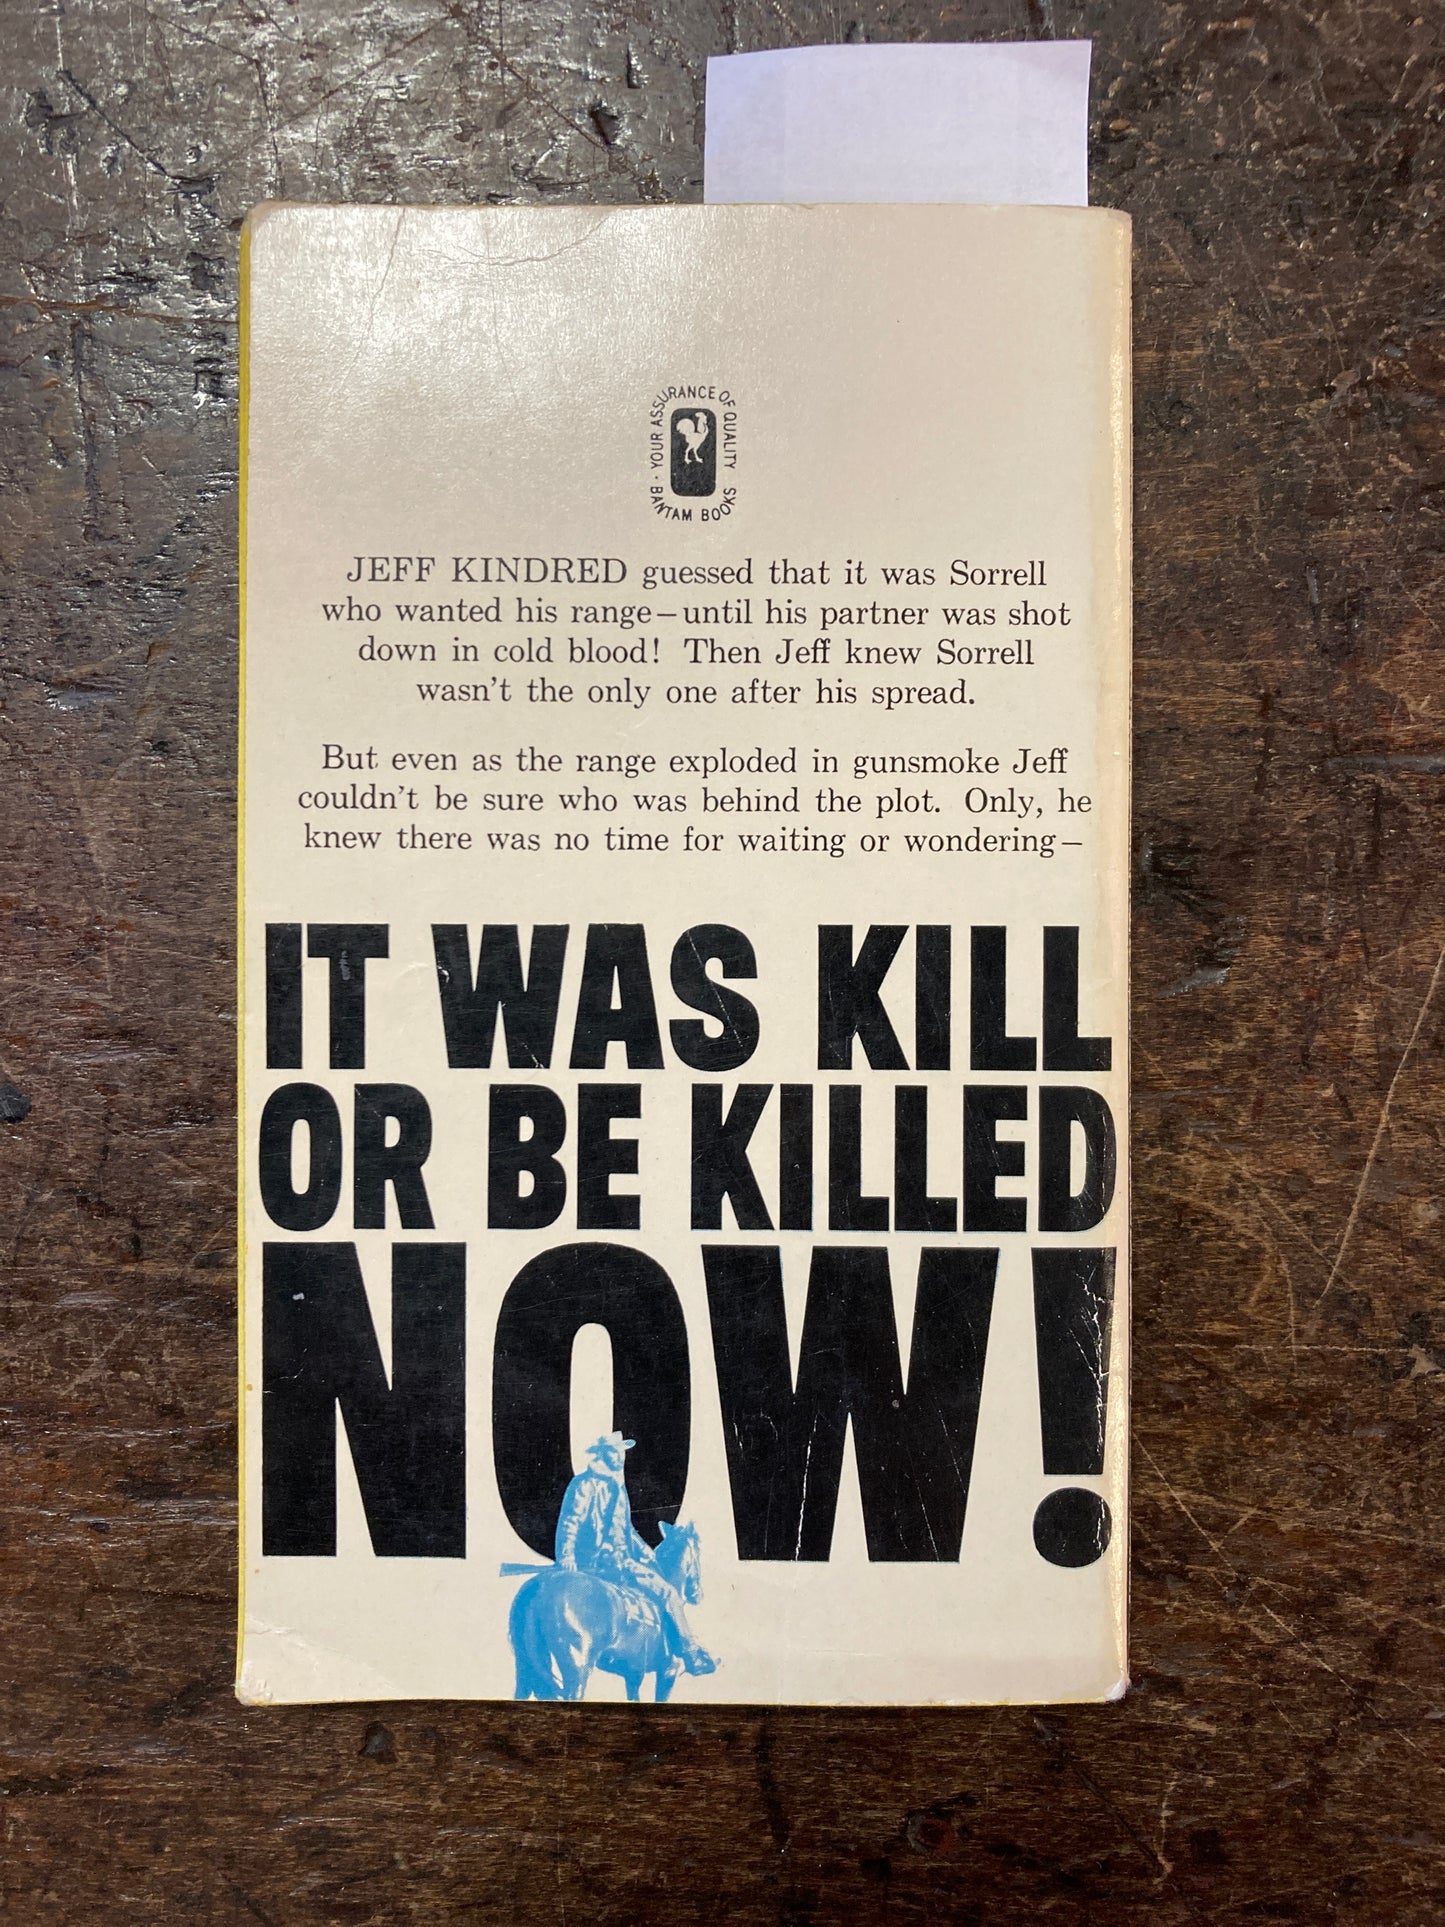 YOUR ASSURANCE OF QUALITY
· BANTAM BOOKS
JEFF KINDRED guessed that it was Sorrell
who wanted his range—until his partner was shot
down in cold blood! Then Jeff knew Sorrell
wasn't the only one after his spread.
But even as the range exploded in gunsmoke Jeff
couldn't be sure who was behind the plot. Only, he
knew there was no time for waiting or wondering—
IT WAS KILL
OR BE KILLED
NOW!